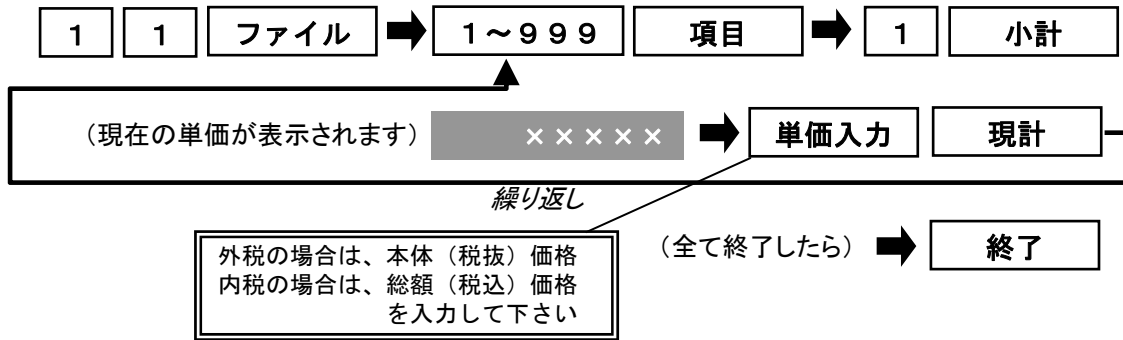 １ １ ファイル １～９９９ 項目 １ 小計
（現在の単価が表示されます） ××××× 単価入力 現計
繰り返し
外税の場合は、本体（税抜）価格
内税の場合は、総額（税込）価格
を入力して下さい
（全て終了したら） 終了